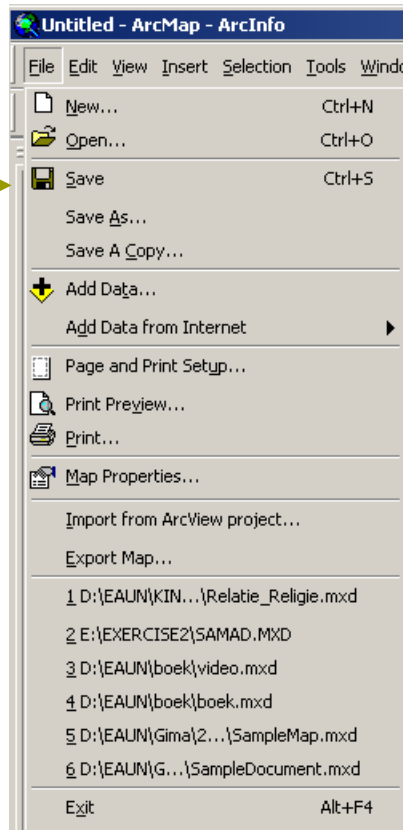 Untitled - ArcMap - ArcInfo
File Edit View Insert Selection Tools Windo
New... Ctrl+N
Open... Ctrl+O
Save Ctrl+S
Save As...
Save A Copy...
Add Data...
Add Data from Internet
Page and Print Setup...
Print Preview...
Print...
Map Properties...
Import from ArcView project...
Export Map...
1 D:\EAUN\KIN...\Relatie_Religie.mxd
2 E:\EXERCISE2\SAMAD.MXD
3 D:\EAUN\boek\video.mxd
4 D:\EAUN\boek\boek.mxd
5 D:\EAUN\Gima\2...\SampleMap.mxd
6 D:\EAUN\G...\SampleDocument.mxd
Exit Alt+F4